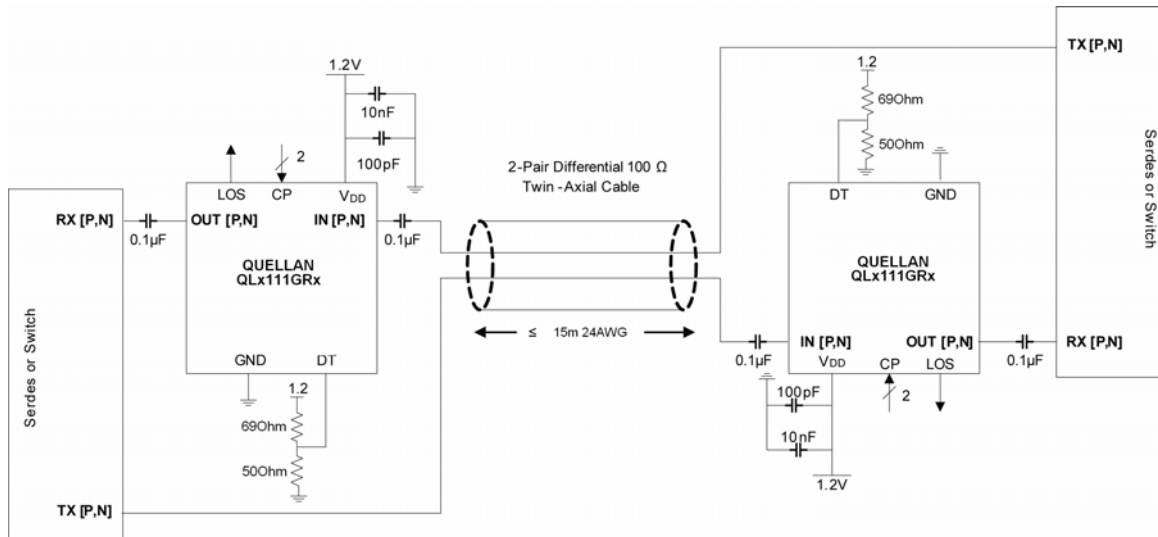 TX [P,N]
1.2V
10nF
100pF
1.2
69Ohm
50Ohm
2
2-Pair Differential 100 Ω
Twin -Axial Cable
LOS
CP
VDD
DT
GND
RX [P,N]
0.1µF
OUT [P,N]
IN [P,N]
0.1µF
QUELLAN
QLx111GRx
QUELLAN
QLx111GRx
Serdes or Switch
≤ 15m 24AWG
GND
DT
0.1µF
IN [P,N]
OUT [P,N]
0.1µF
RX [P,N]
VDD
CP
LOS
1.2
69Ohm
50Ohm
100pF
2
10nF
1.2V
Serdes or Switch
TX [P,N]